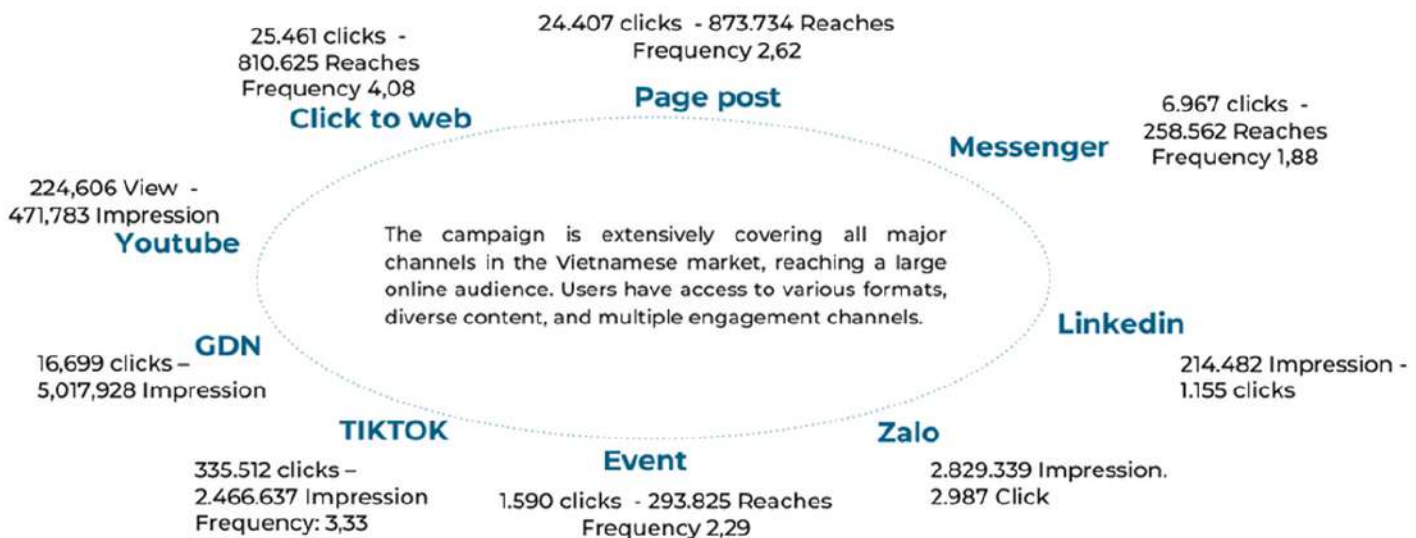 24.407 clicks - 873.734 Reaches
Frequency 2,62
Page post
25.461 clicks -
810.625 Reaches
Frequency 4,08
Click to web
6.967 clicks -
258.562 Reaches
Frequency 1,88
Messenger
224,606 View -
471,783 Impression
Youtube
The campaign is extensively covering all major
channels in the Vietnamese market, reaching a large
online audience. Users have access to various formats,
diverse content, and multiple engagement channels.
Linkedin
214.482 Impression -
1.155 clicks
GDN
16,699 clicks –
5,017,928 Impression
TIKTOK
335.512 clicks –
2.466.637 Impression
Frequency: 3,33
Event
1.590 clicks - 293.825 Reaches
Frequency 2,29
Zalo
2.829.339 Impression.
2.987 Click